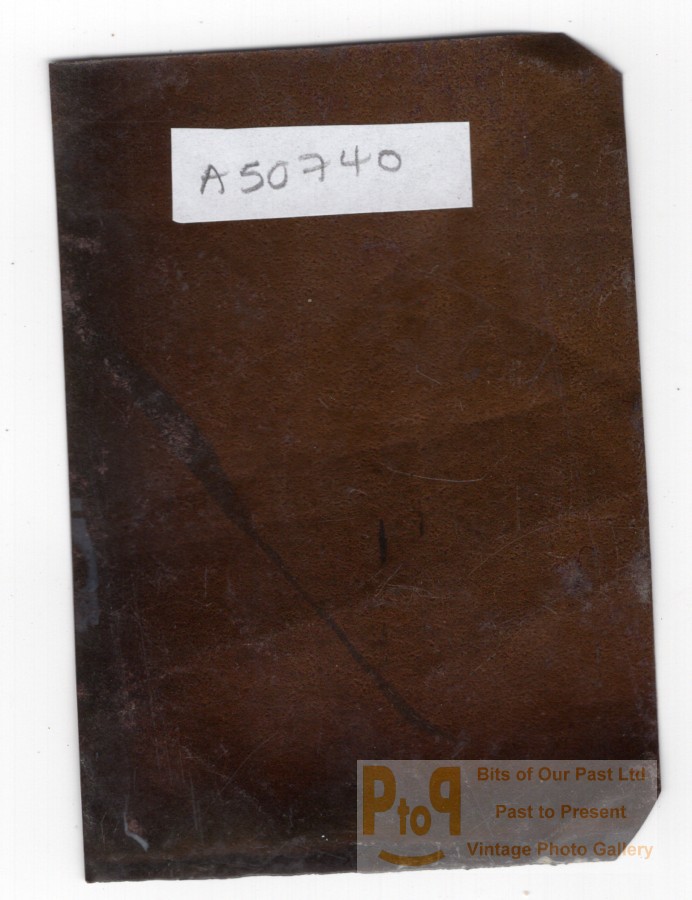 A50740
PtoP
Bits of Our Past Ltd
Past to Present
Vintage Photo Gallery